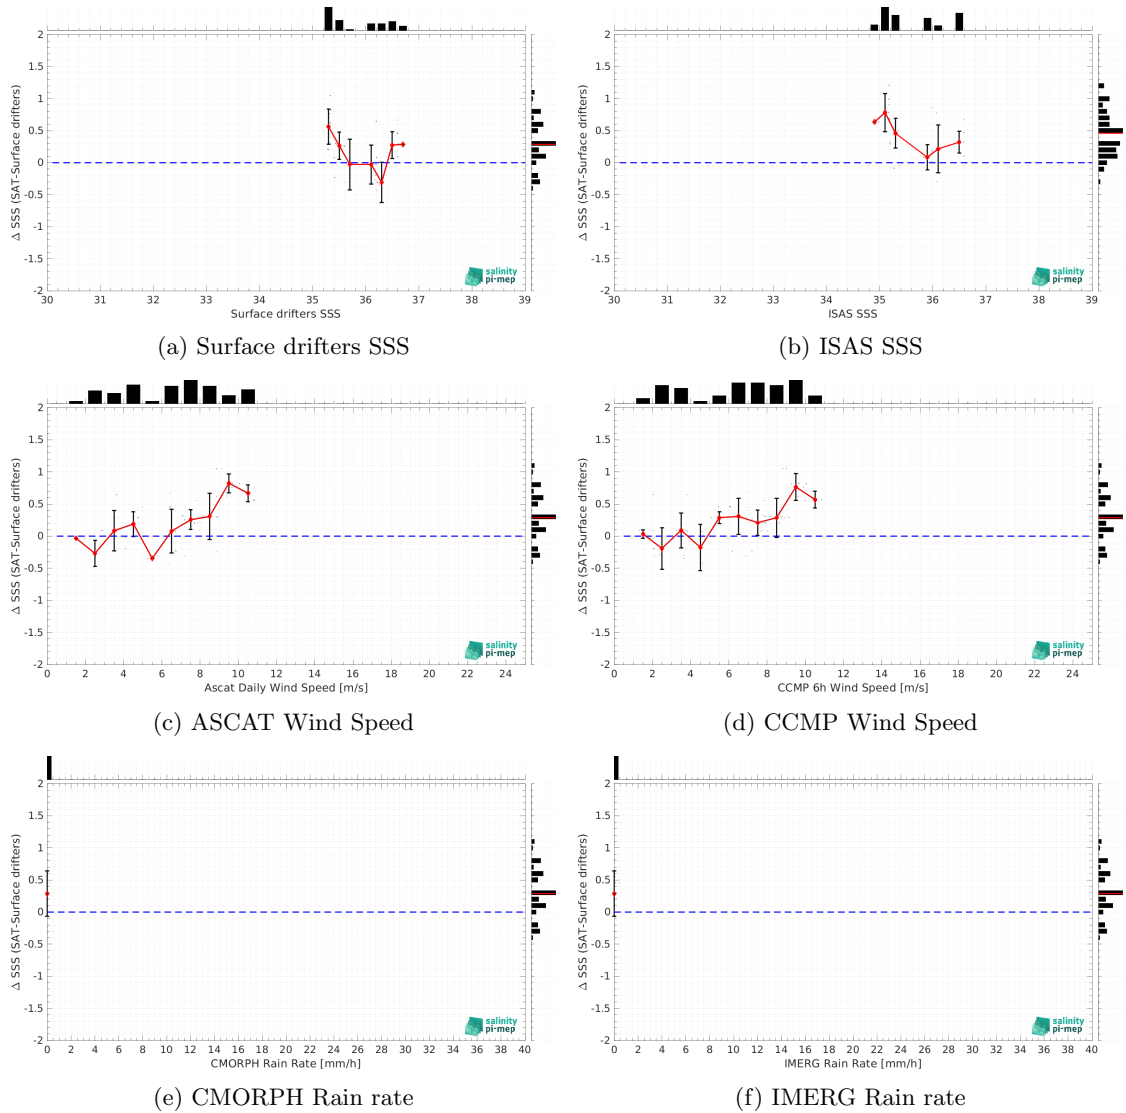 2
1.5
1
0.5
0
-0.5
-1
-1.5
-2
Δ SSS (SAT-Surface drifters)
30 31 32 33 34 35 36 37 38 39
Surface drifters SSS
salinity
pi-mep
(a) Surface drifters SSS
2
1.5
1
0.5
0
-0.5
-1
-1.5
-2
Δ SSS (SAT-Surface drifters)
30 31 32 33 34 35 36 37 38 39
ISAS SSS
salinity
pi-mep
(b) ISAS SSS
2
1.5
1
0.5
0
-0.5
-1
-1.5
-2
Δ SSS (SAT-Surface drifters)
0 2 4 6 8 10 12 14 16 18 20 22 24
Ascat Daily Wind Speed [m/s]
salinity
pi-mep
(c) ASCAT Wind Speed
2
1.5
1
0.5
0
-0.5
-1
-1.5
-2
Δ SSS (SAT-Surface drifters)
0 2 4 6 8 10 12 14 16 18 20 22 24
CCMP 6h Wind Speed [m/s]
salinity
pi-mep
(d) CCMP Wind Speed
2
1.5
1
0.5
0
-0.5
-1
-1.5
-2
Δ SSS (SAT-Surface drifters)
0 2 4 6 8 10 12 14 16 18 20 22 24 26 28 30 32 34 36 38 40
CMORPH Rain Rate [mm/h]
salinity
pi-mep
(e) CMORPH Rain rate
2
1.5
1
0.5
0
-0.5
-1
-1.5
-2
Δ SSS (SAT-Surface drifters)
0 2 4 6 8 10 12 14 16 18 20 22 24 26 28 30 32 34 36 38 40
IMERG Rain Rate [mm/h]
salinity
pi-mep
(f) IMERG Rain rate